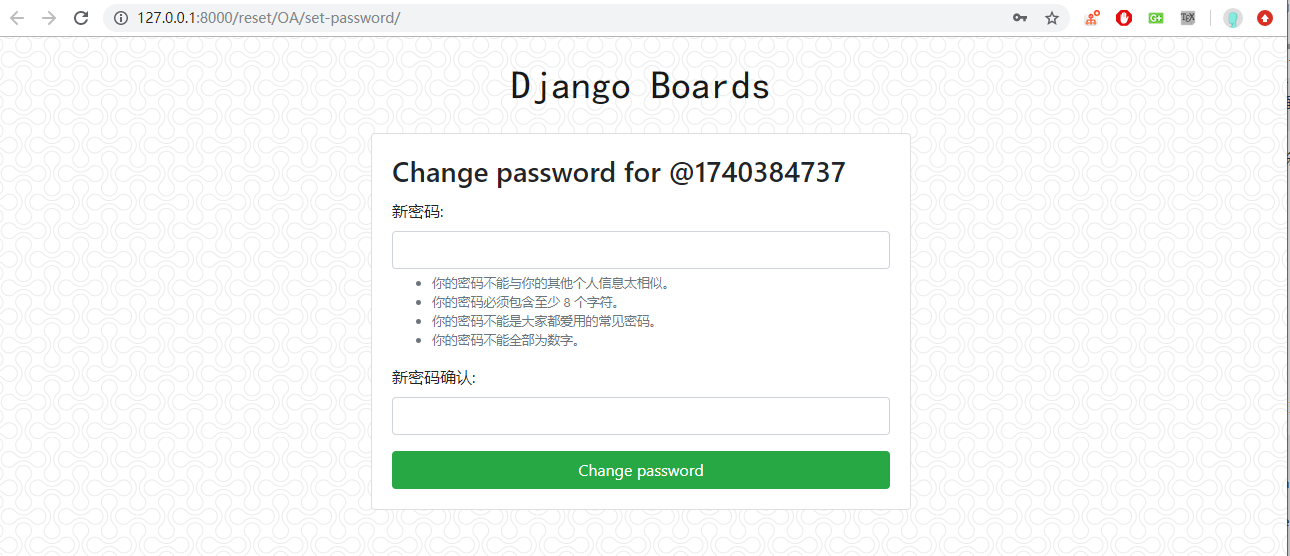 127.0.0.1:8000/reset/OA/set-password/
G+
TEX
Django Boards
Change password for @1740384737
新密码:
你的密码不能与你的其他个人信息太相似。
你的密码必须包含至少 8 个字符。
你的密码不能是大家都爱用的常见密码。
你的密码不能全部为数字。
新密码确认:
Change password